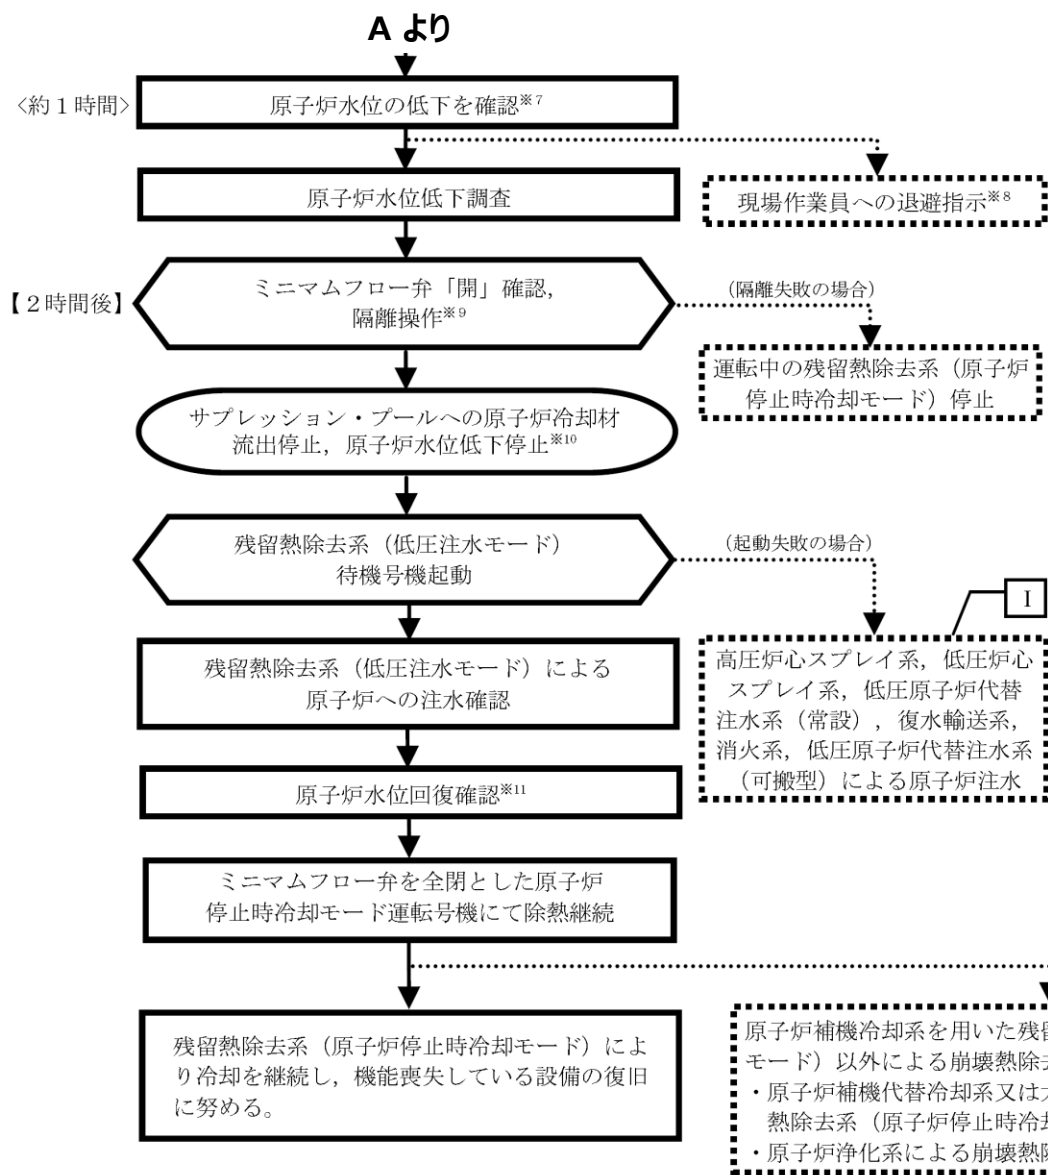 A より
<約1時間>
原子炉水位の低下を確認※7
原子炉水位低下調査
現場作業員への退避指示※8
【2時間後】
ミニマムフロー弁「開」確認,
隔離操作※9
(隔離失敗の場合)
運転中の残留熱除去系(原子炉
停止時冷却モード)停止
サプレッション・プールへの原子炉冷却材
流出停止,原子炉水位低下停止※10
残留熱除去系(低圧注水モード)
待機号機起動
(起動失敗の場合)
I
高圧炉心スプレイ系,低圧炉心
スプレイ系,低圧原子炉代替
注水系(常設),復水輸送系,
消火系,低圧原子炉代替注水系
(可搬型)による原子炉注水
残留熱除去系(低圧注水モード)による
原子炉への注水確認
原子炉水位回復確認※11
ミニマムフロー弁を全閉とした原子炉
停止時冷却モード運転号機にて除熱継続
残留熱除去系(原子炉停止時冷却モード)によ
り冷却を継続し,機能喪失している設備の復旧
に努める。
原子炉補機冷却系を用いた残
モード)以外による崩壊熱除
・原子炉補機代替冷却系又は
熱除去系(原子炉停止時冷
・原子炉浄化系による崩壊熱